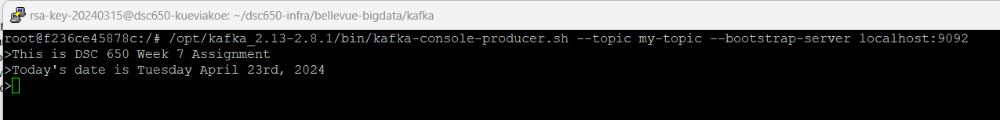 rsa-key-20240315@dsc650-kueviakoe: ~/dsc650-infra/bellevue-bigdata/kafka
root@f236ce45878c:/# /opt/kafka_2.13-2.8.1/bin/kafka-console-producer.sh --topic my-topic --bootstrap-server localhost:9092
>This is DSC 650 Week 7 Assignment
>Today's date is Tuesday April 23rd, 2024
>